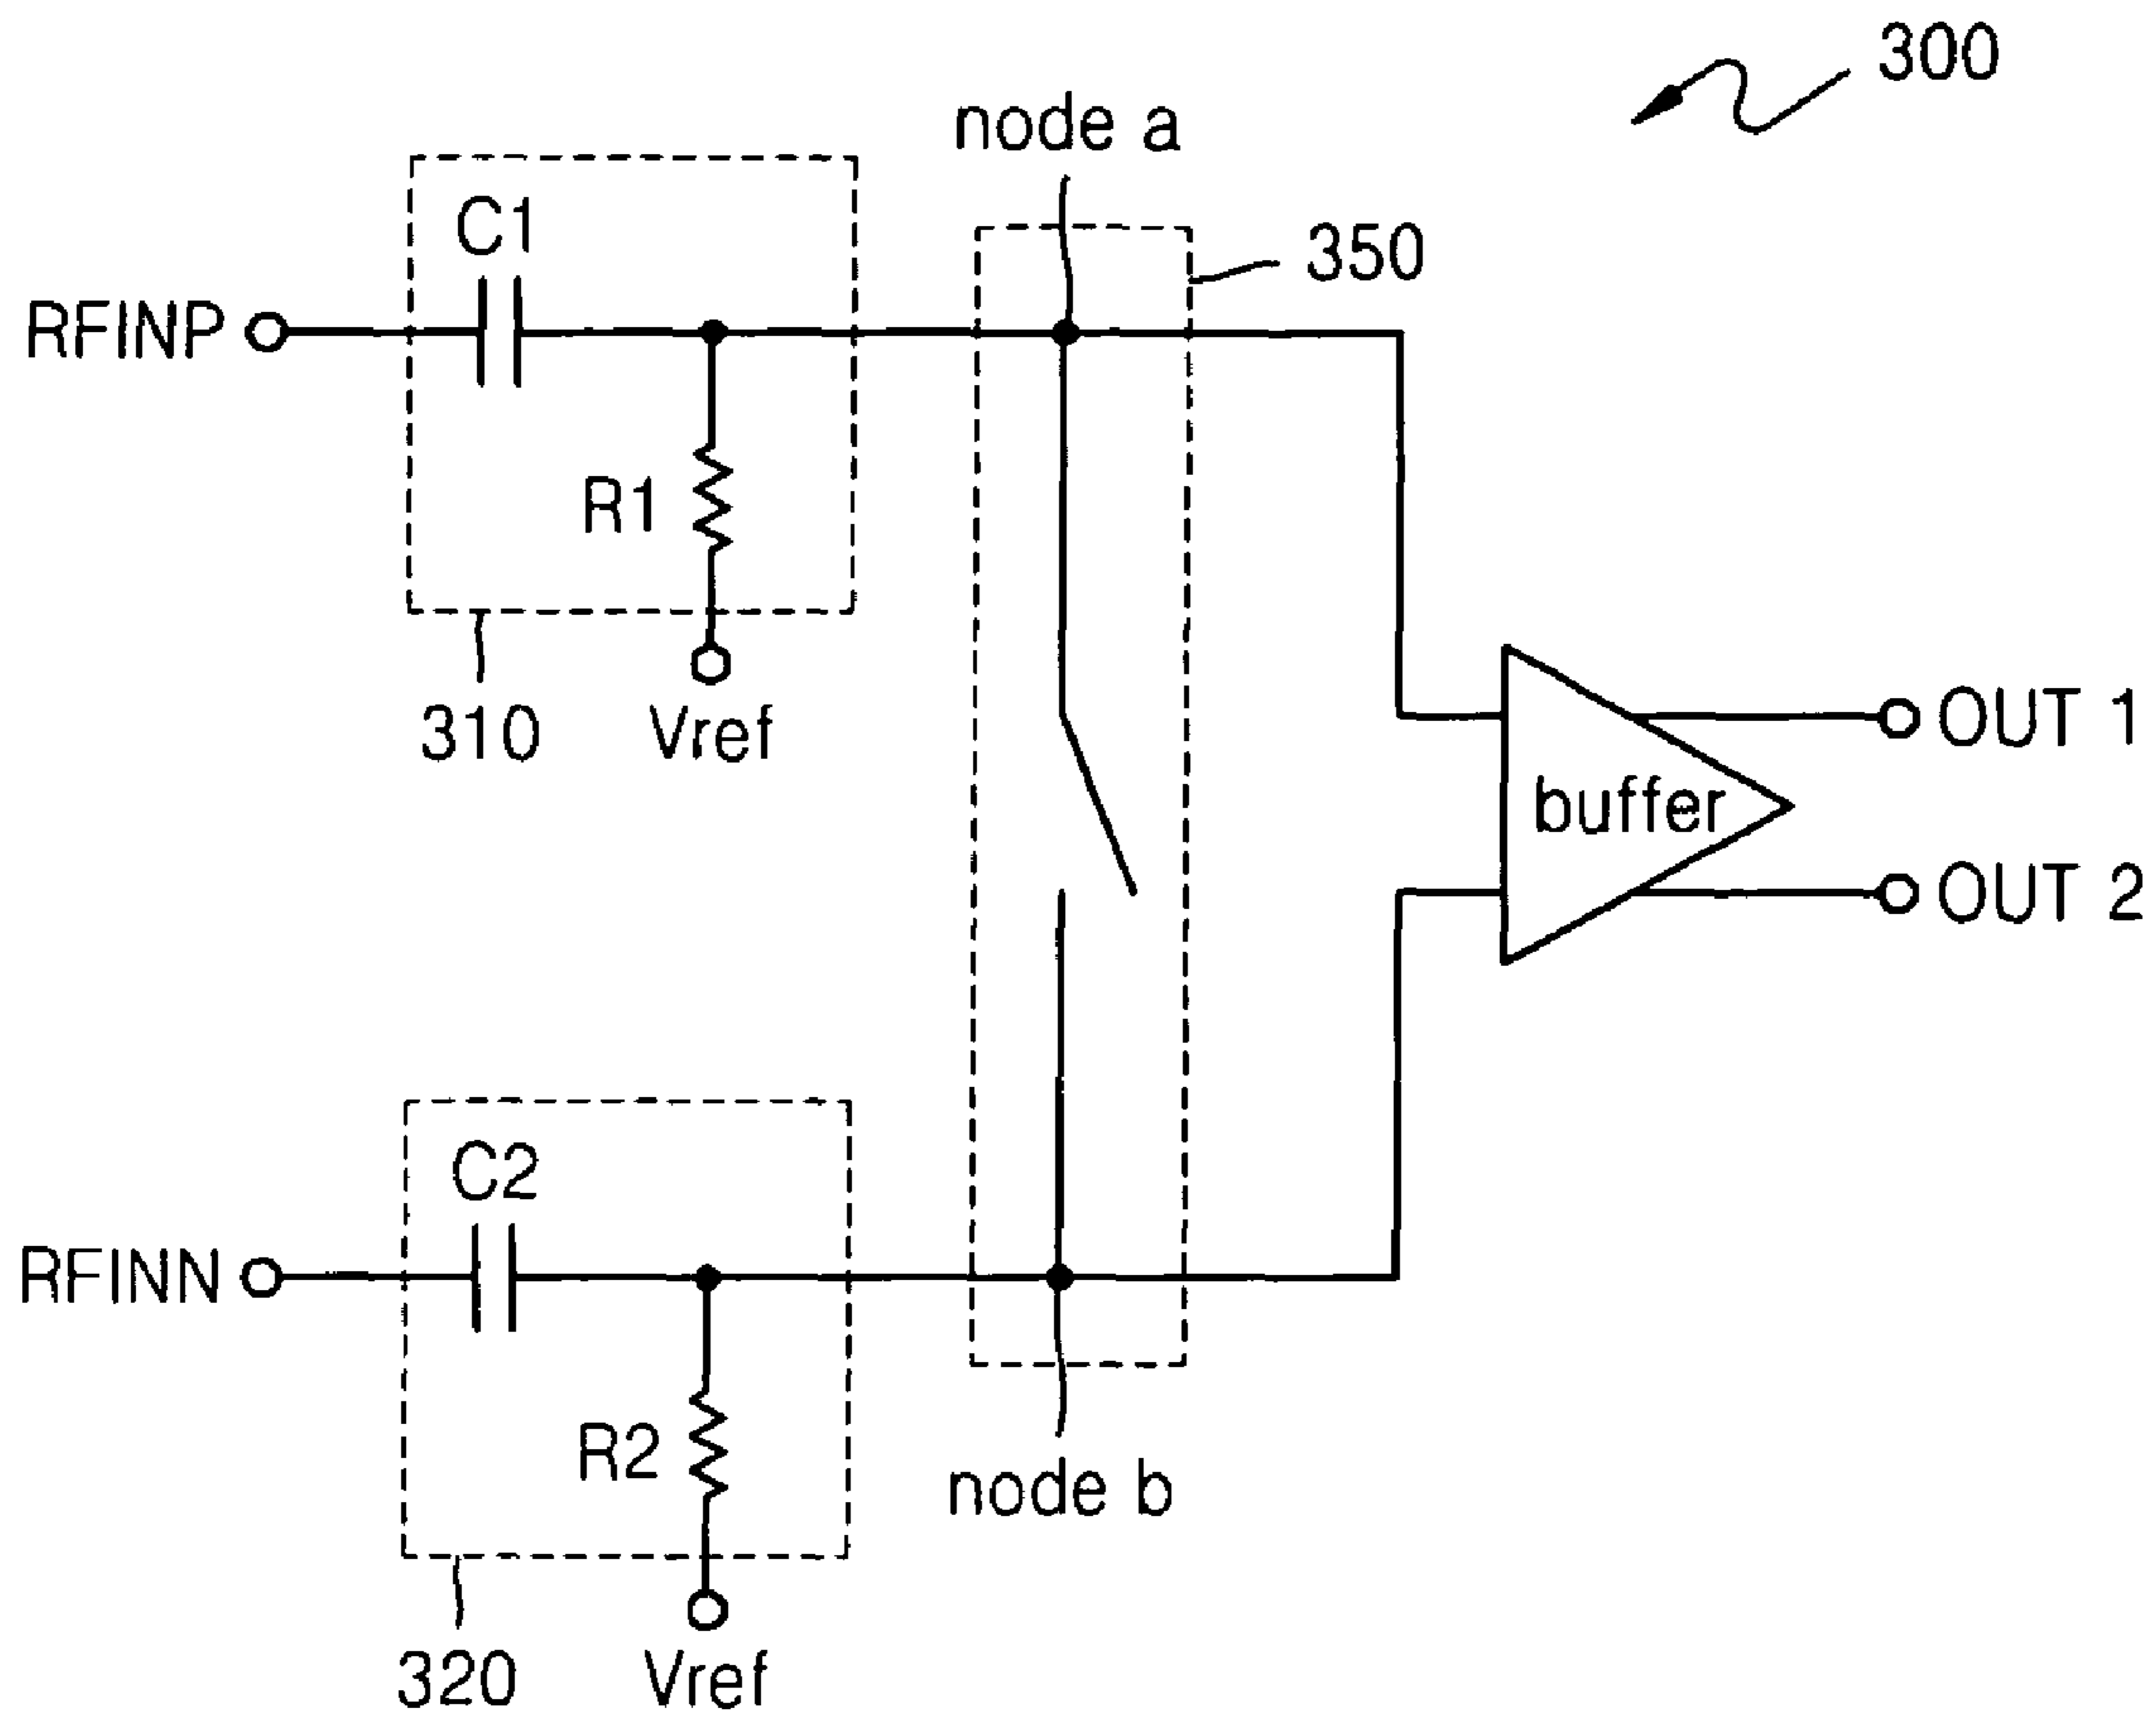 300
node a
C1
350
RFINP
R1
310
Vref
OUT 1
buffer
OUT 2
C2
RFINN
R2
node b
320
Vref